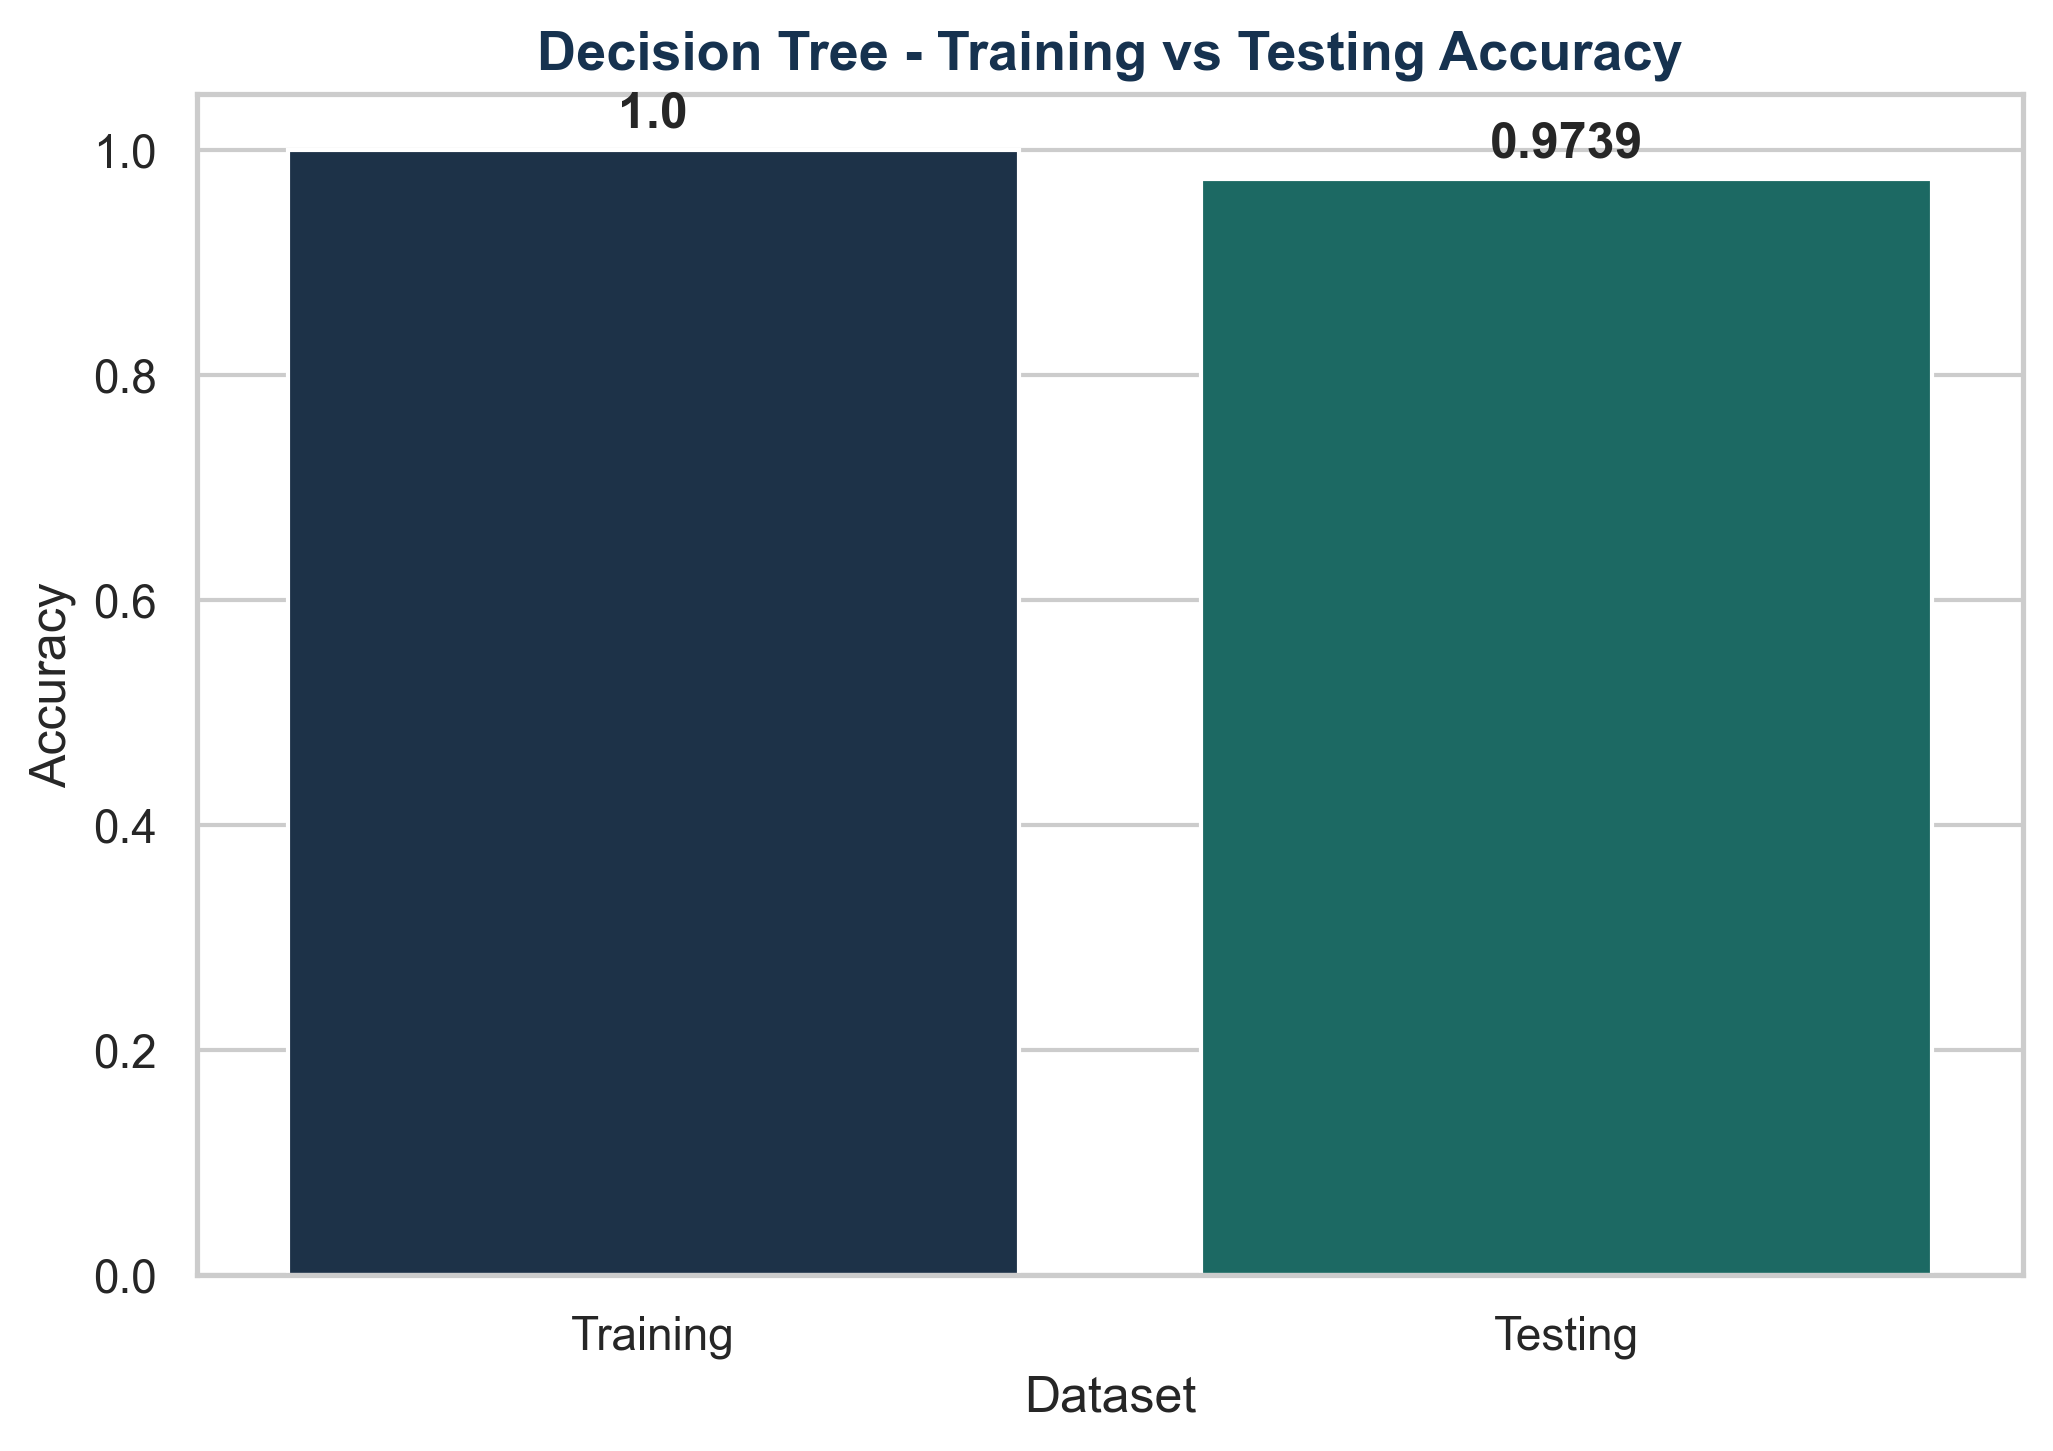 Decision Tree - Training vs Testing Accuracy
1.0
0.9739
1.0
0.8
0.6
0.4
0.2
0.0
Accuracy
Training
Testing
Dataset